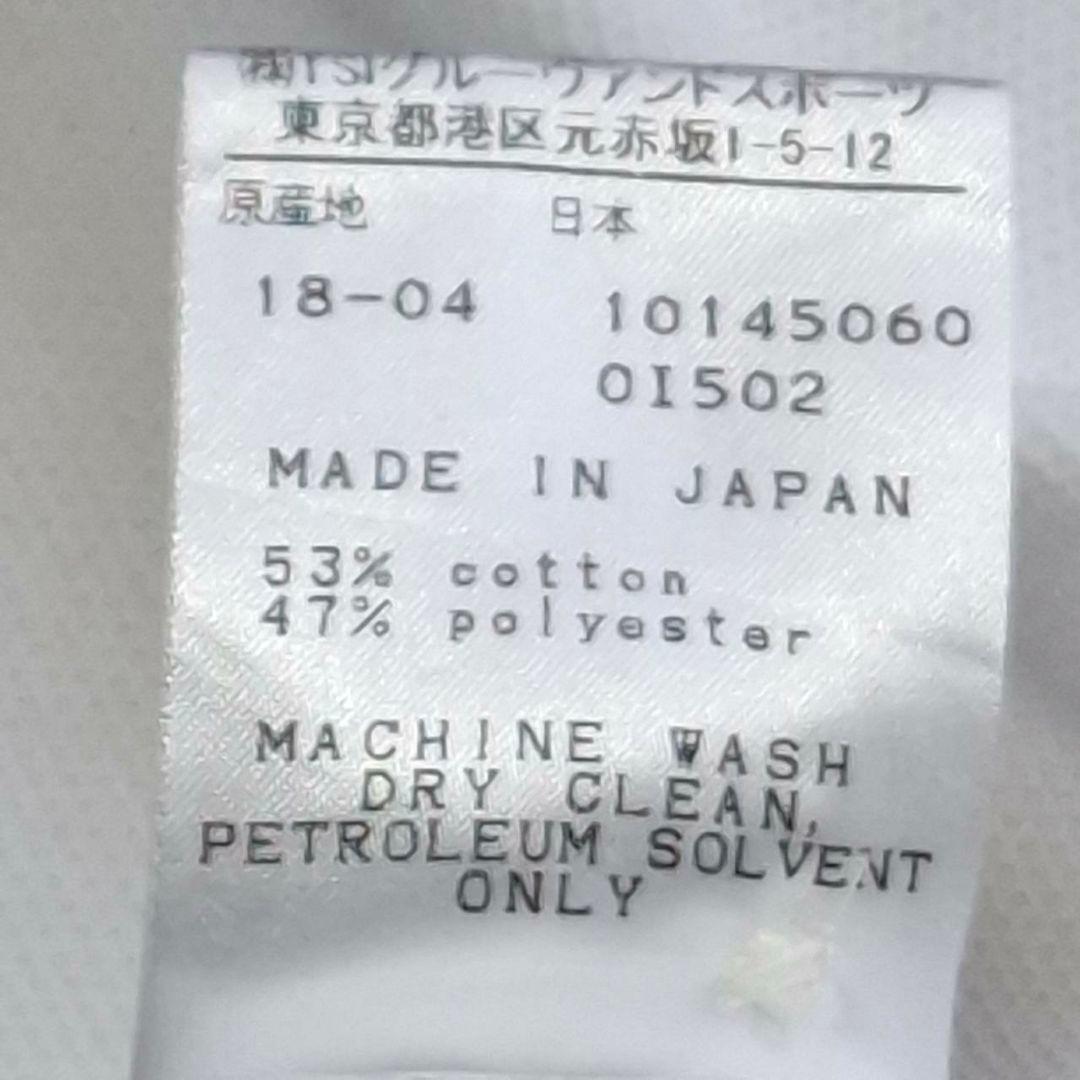 ㈱TSIグルーヴアンドスポーツ
東京都港区元赤坂1-5-12
原産地 日本
18-04 10145060
01502
MADE IN JAPAN
53% cotton
47% polyester
MACHINE WASH
DRY CLEAN,
PETROLEUM SOLVENT
ONLY